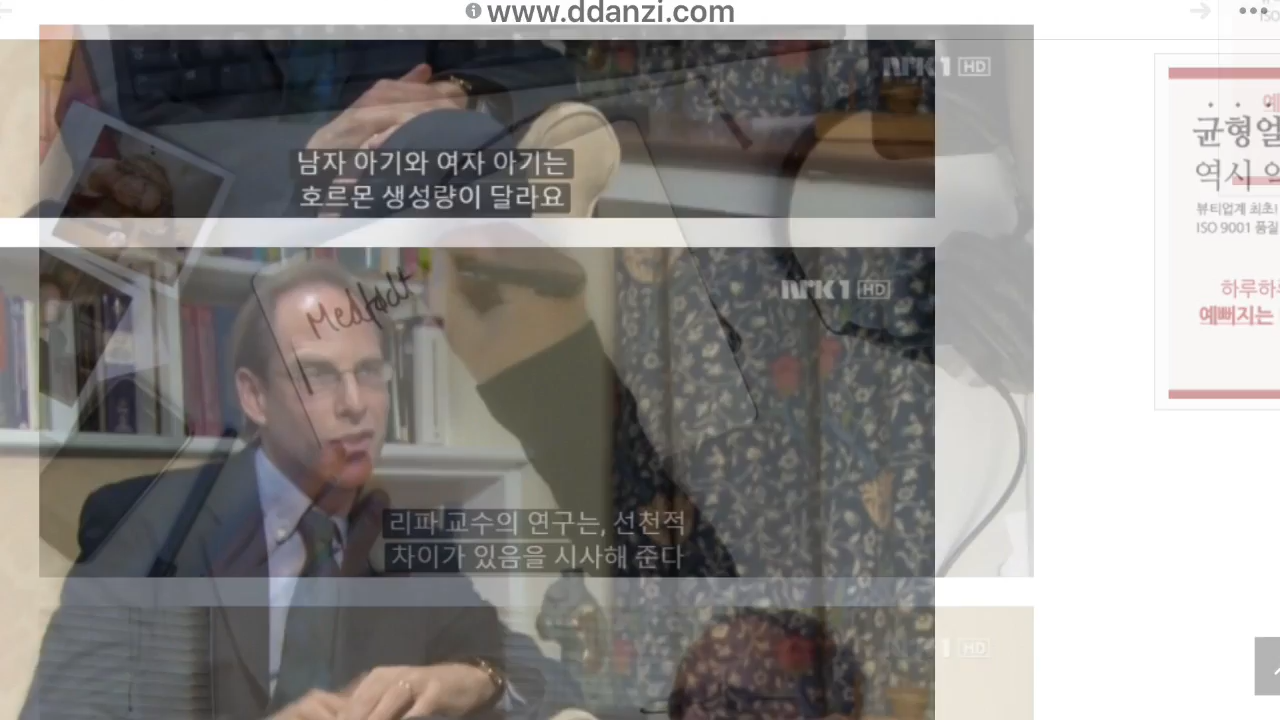 www.ddanzi.com
nrk1 HD
남자 아기와 여자 아기는
호르몬 생성량이 달라요
균형
역시
뷰티업계 최초!
ISO 9001 품질
Medfødt
nrk1 HD
하루하루
예뻐지는
리파 교수의 연구는, 선천적
차이가 있음을 시사해 준다
1 HD